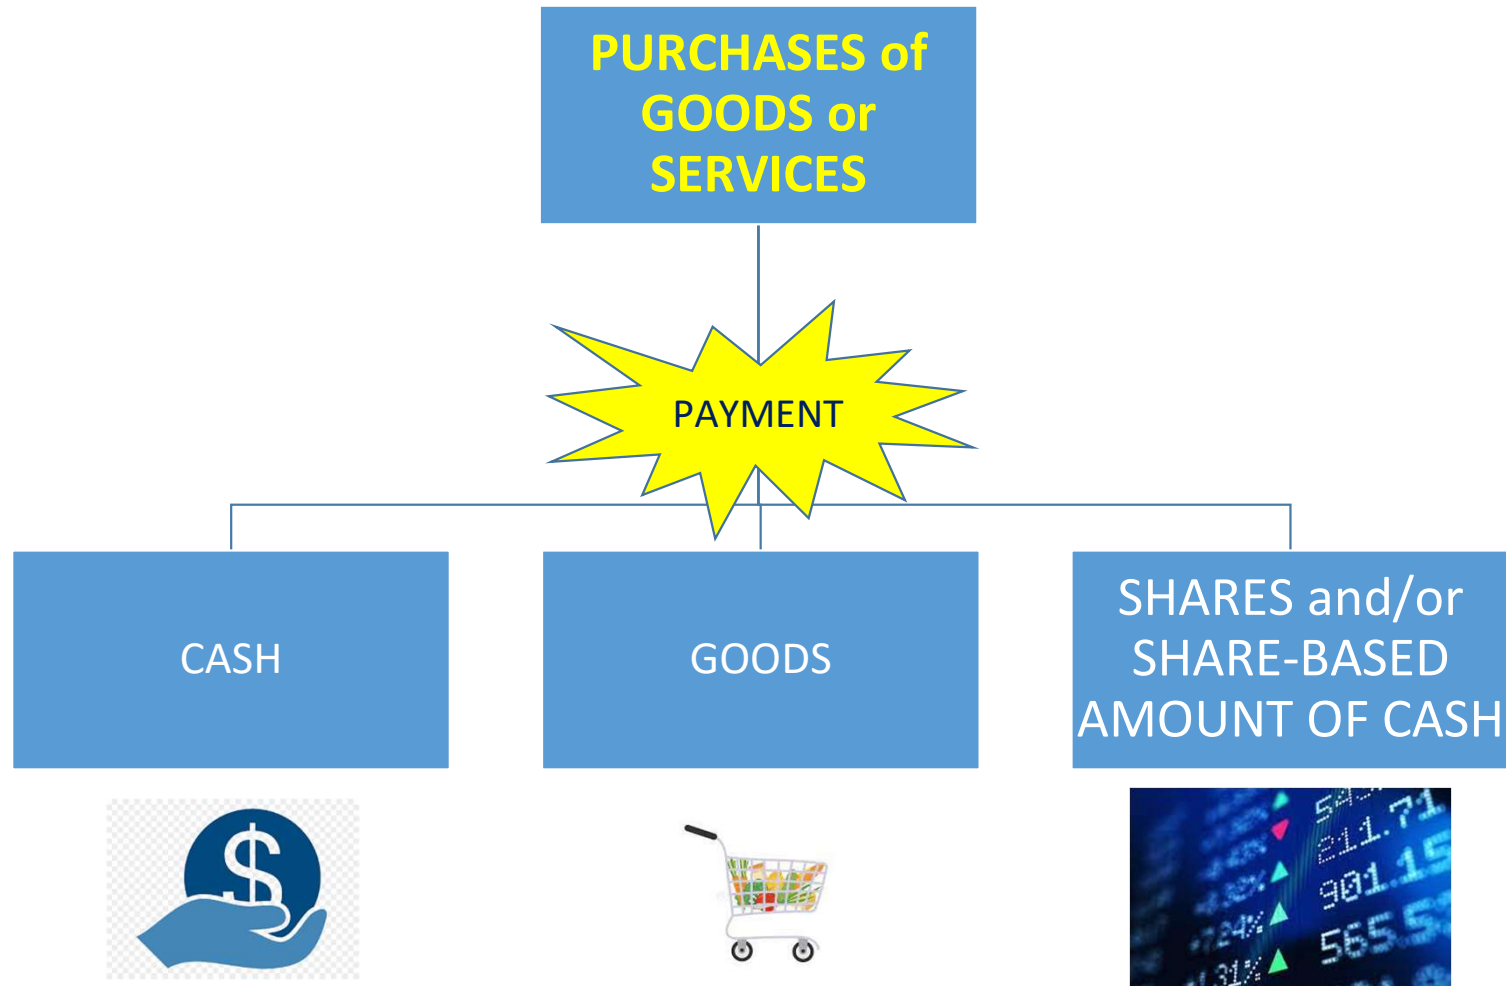 PURCHASES of
GOODS or
SERVICES
PAYMENT
CASH
GOODS
SHARES and/or
SHARE-BASED
AMOUNT OF CASH
$
211.71
901.15
565.5
31%